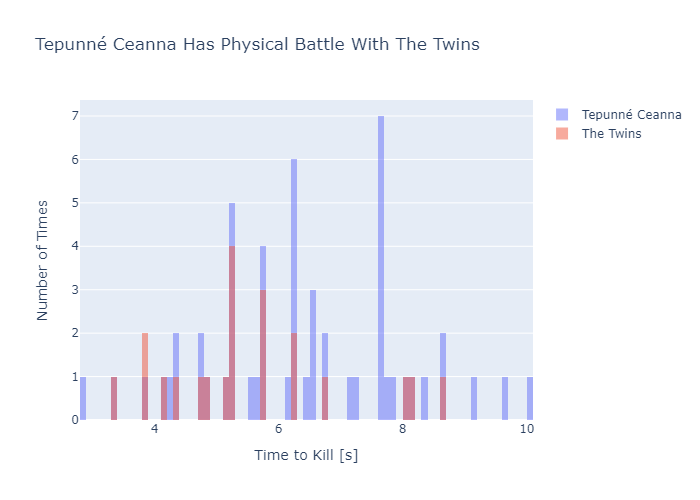 Tepunné Ceanna Has Physical Battle With The Twins
Tepunné Ceanna
The Twins
Number of Times
7
6
5
4
3
2
1
0
4 6 8 10
Time to Kill [s]